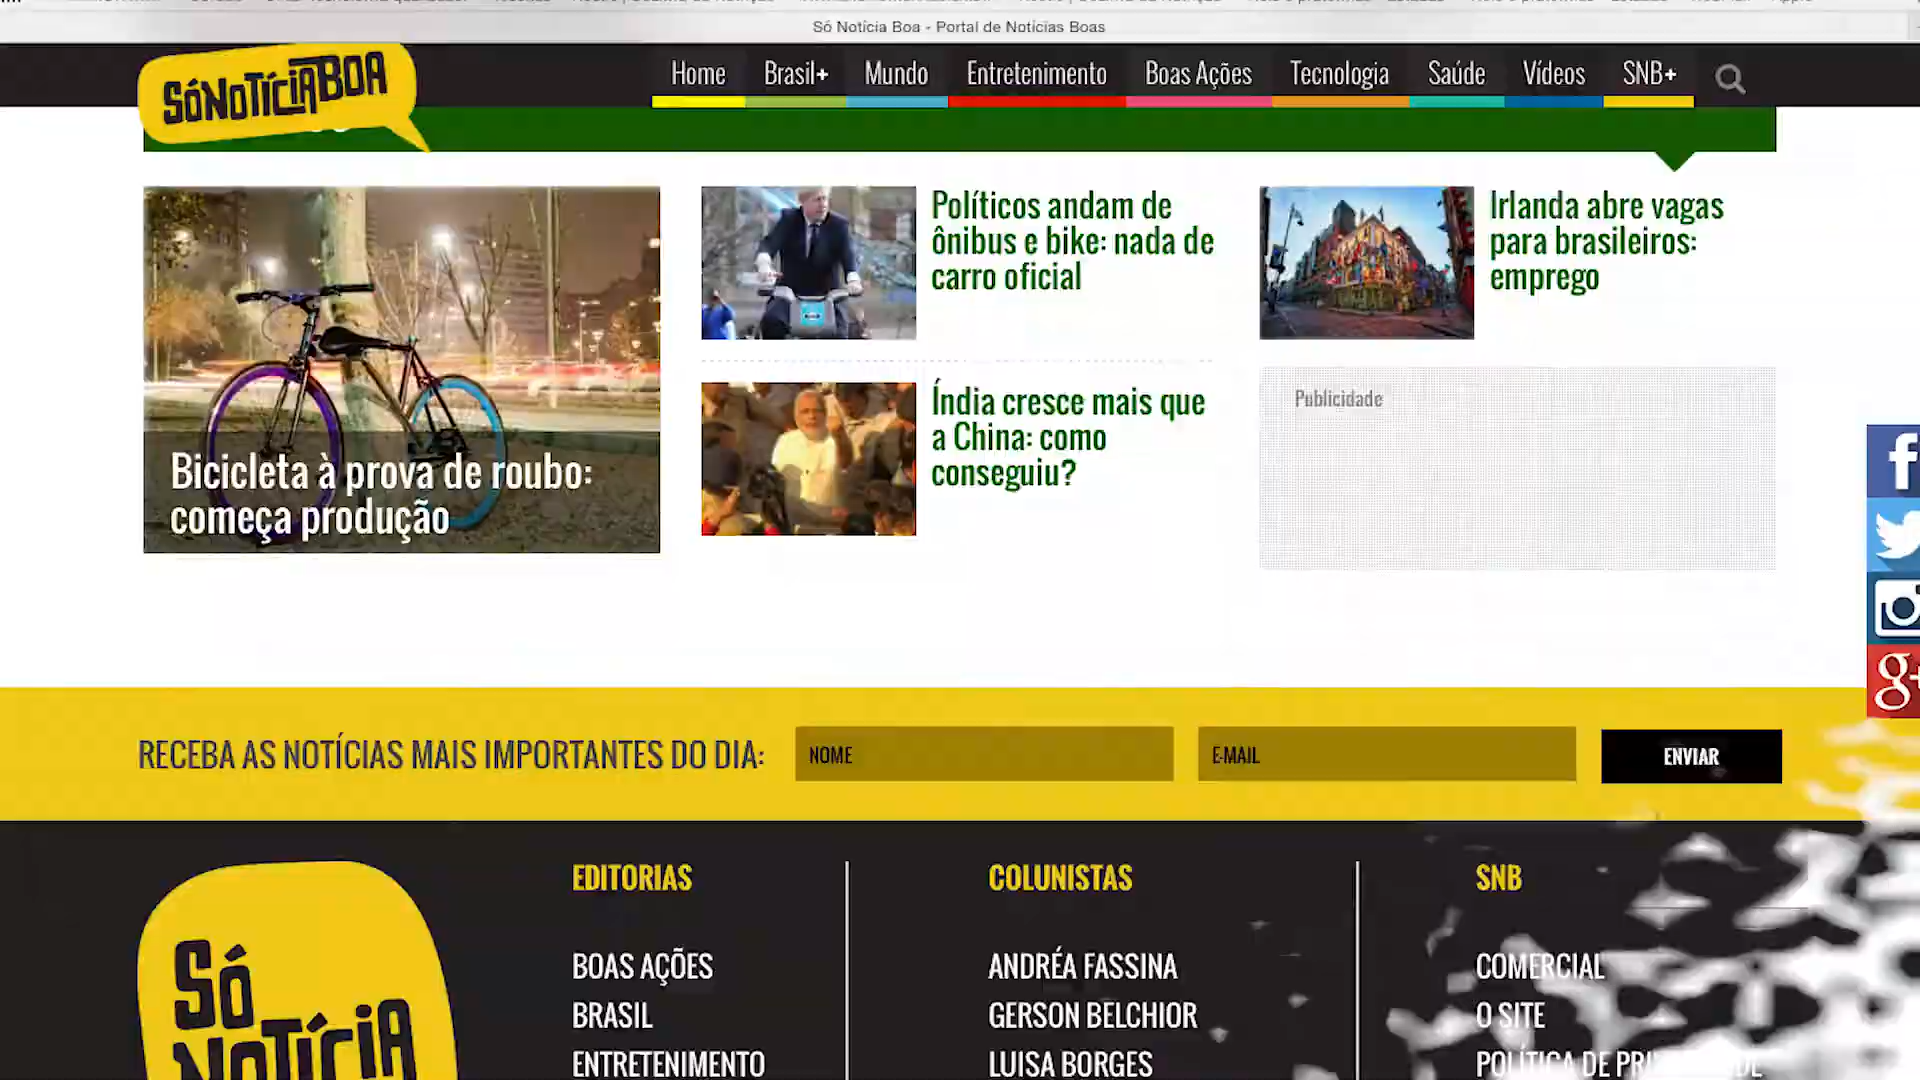 Só Notícia Boa - Portal de Notícias Boas
SÓNOTÍCIABOA
Home Brasil+ Mundo Entretenimento Boas Ações Tecnologia Saúde Vídeos SNB+
Políticos andam de
ônibus e bike: nada de
carro oficial
Irlanda abre vagas
para brasileiros:
emprego
Índia cresce mais que
a China: como
conseguiu?
Publicidade
Bicicleta à prova de roubo:
começa produção
RECEBA AS NOTÍCIAS MAIS IMPORTANTES DO DIA:
NOME
E-MAIL
ENVIAR
SÓ
NOTÍCIA
EDITORIAS
BOAS AÇÕES
BRASIL
ENTRETENIMENTO
COLUNISTAS
ANDRÉA FASSINA
GERSON BELCHIOR
LUISA BORGES
SNB
COMERCIAL
O SITE
POLÍTICA DE